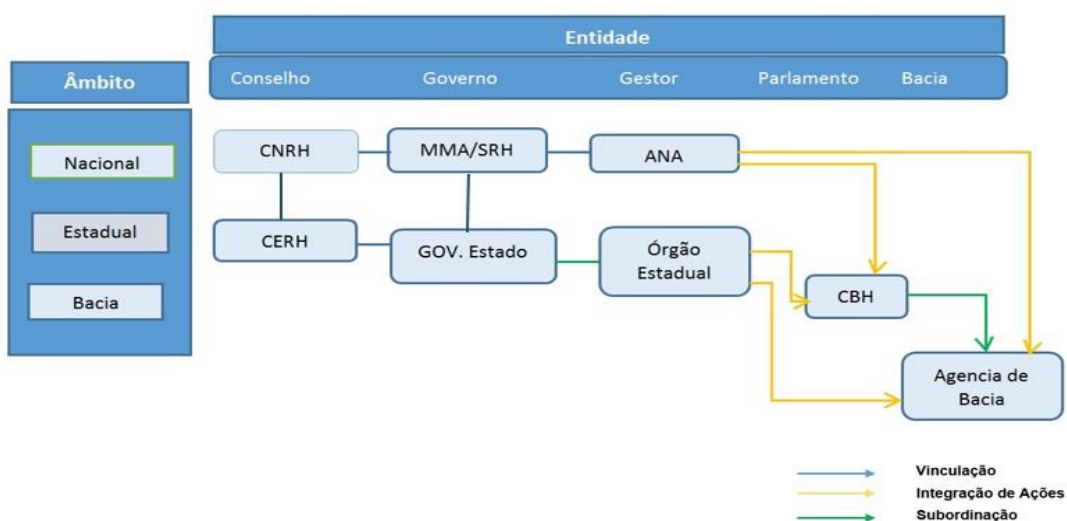 Entidade
Âmbito
Conselho Governo Gestor Parlamento Bacia
Nacional
CNRH
MMA/SRH
ANA
Estadual
CERH
GOV. Estado
Órgão
Estadual
Bacia
CBH
Agencia de
Bacia
Vinculação
Integração de Ações
Subordinação